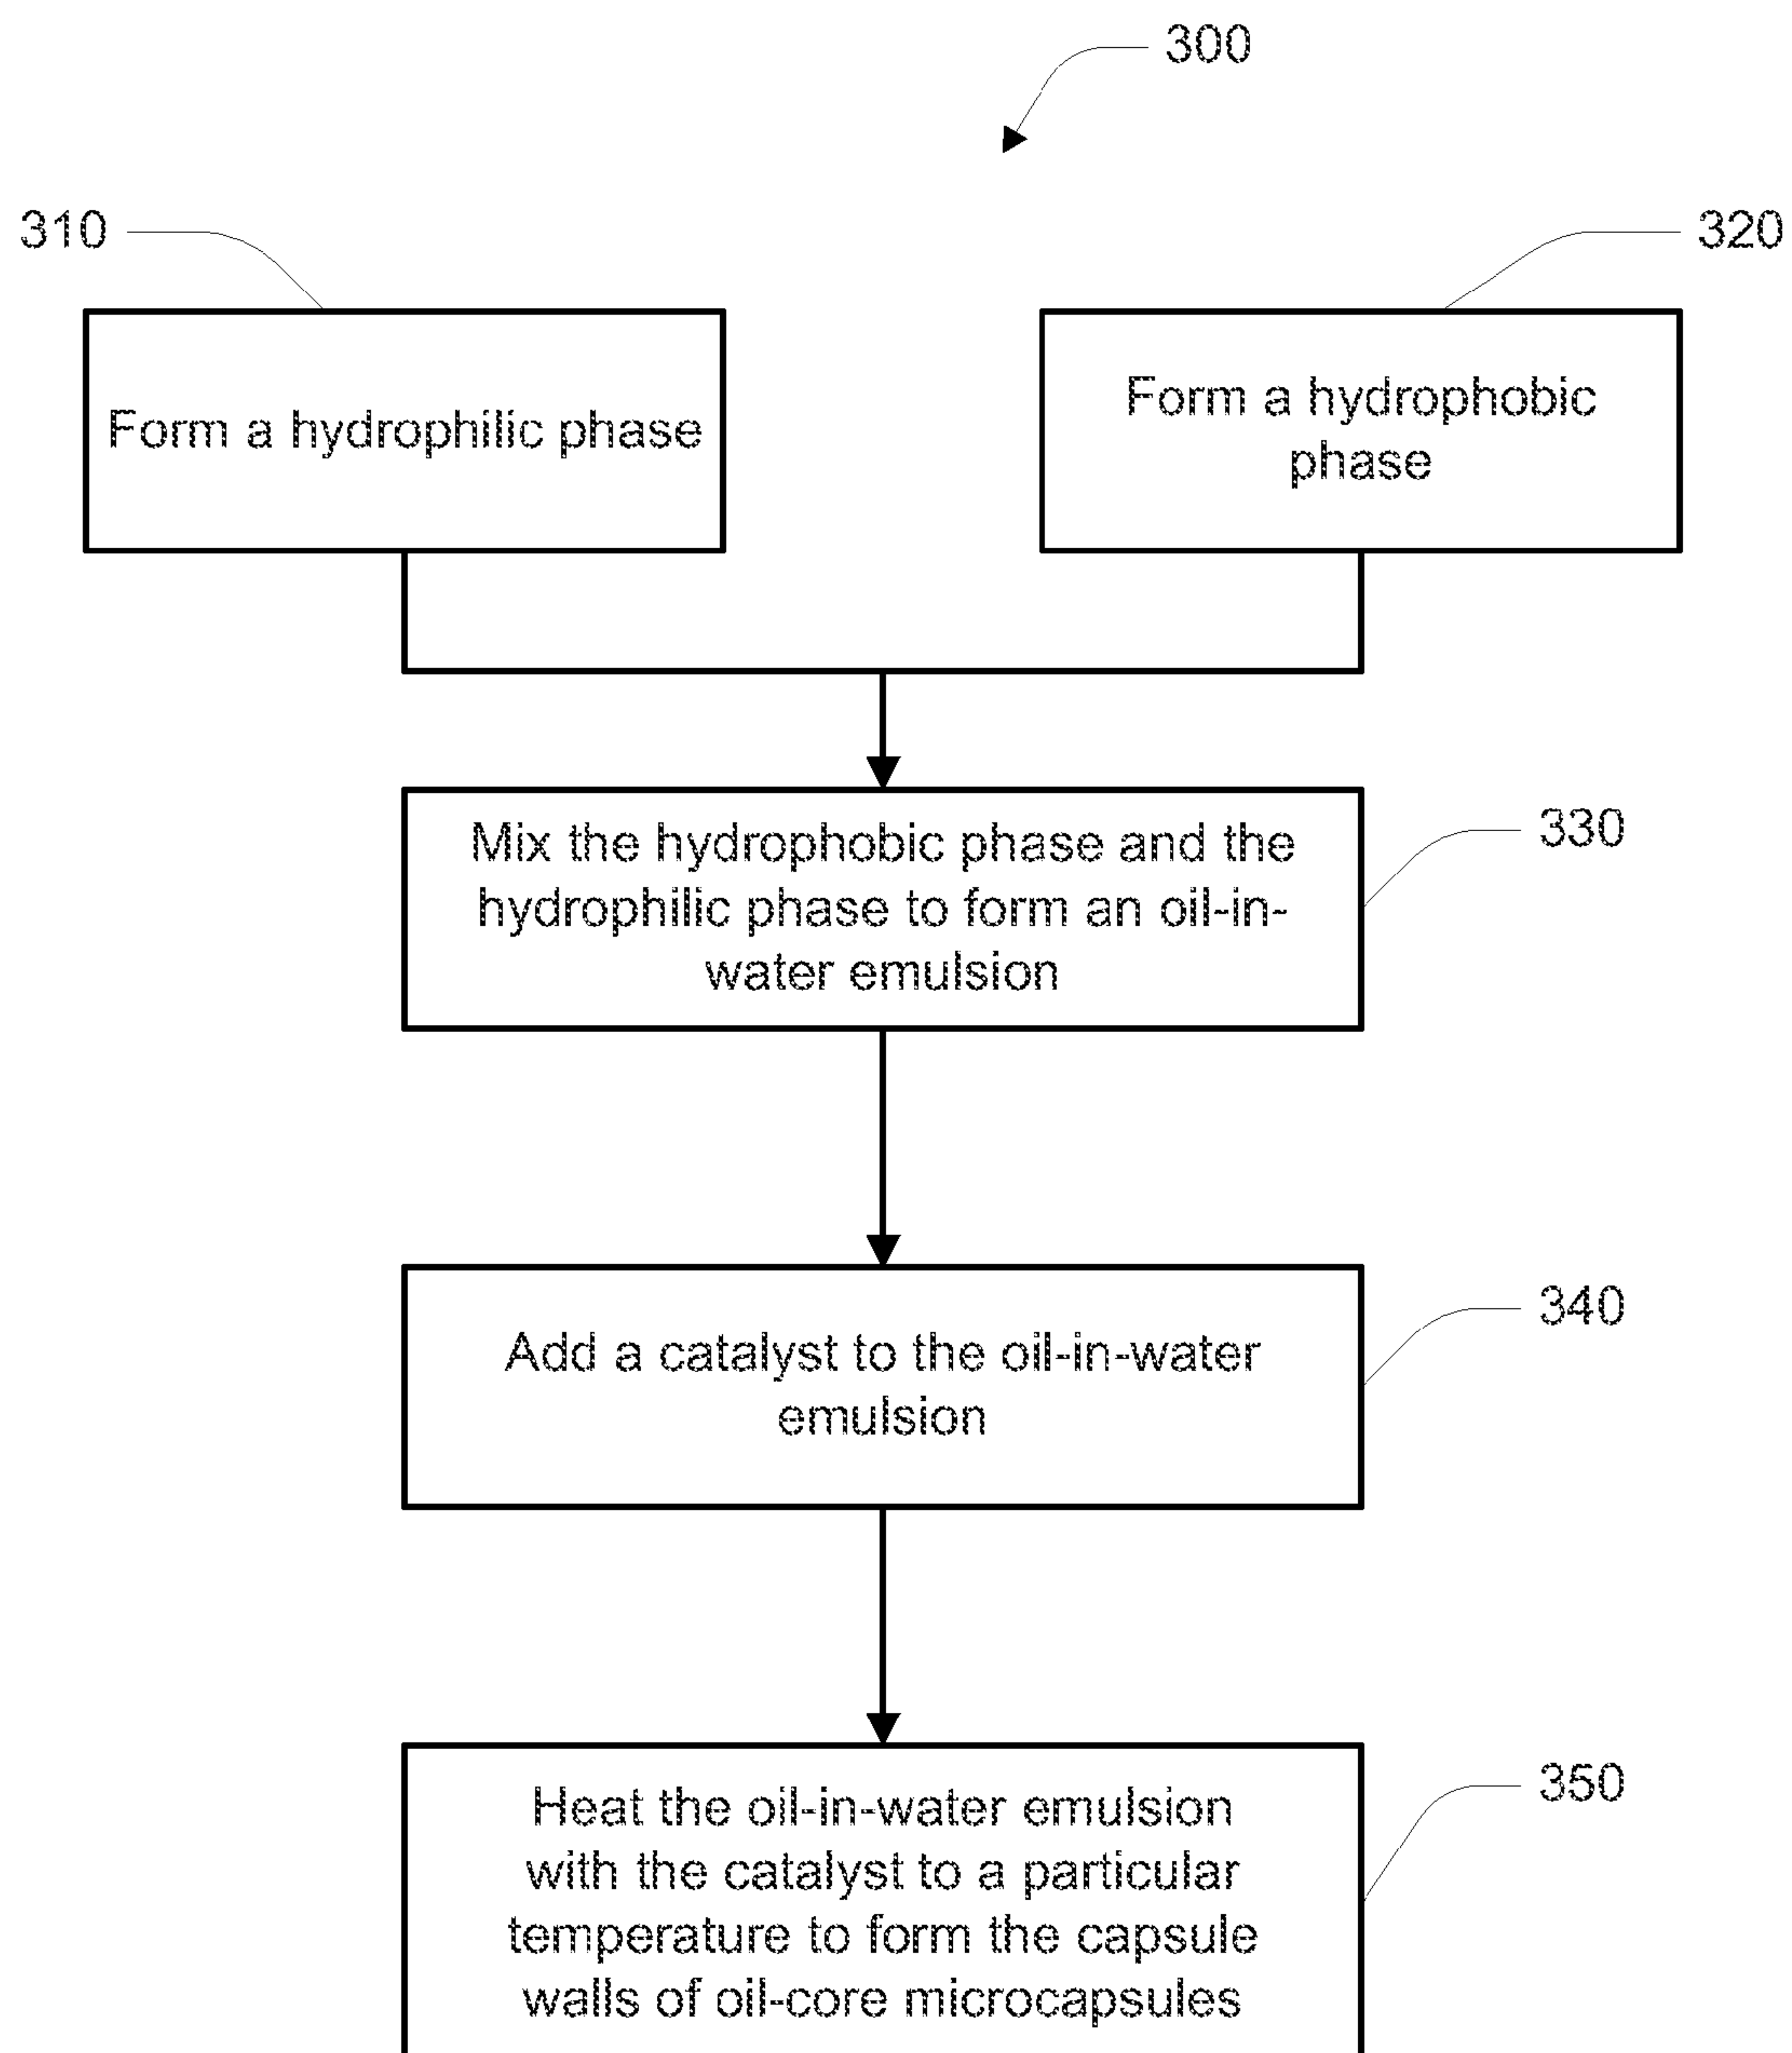 300
310
320
Form a hydrophilic phase
Form a hydrophobic
phase
Mix the hydrophobic phase and the
hydrophilic phase to form an oil-in-
water emulsion
330
Add a catalyst to the oil-in-water
emulsion
340
Heat the oil-in-water emulsion
with the catalyst to a particular
temperature to form the capsule
walls of oil-core microcapsules
350